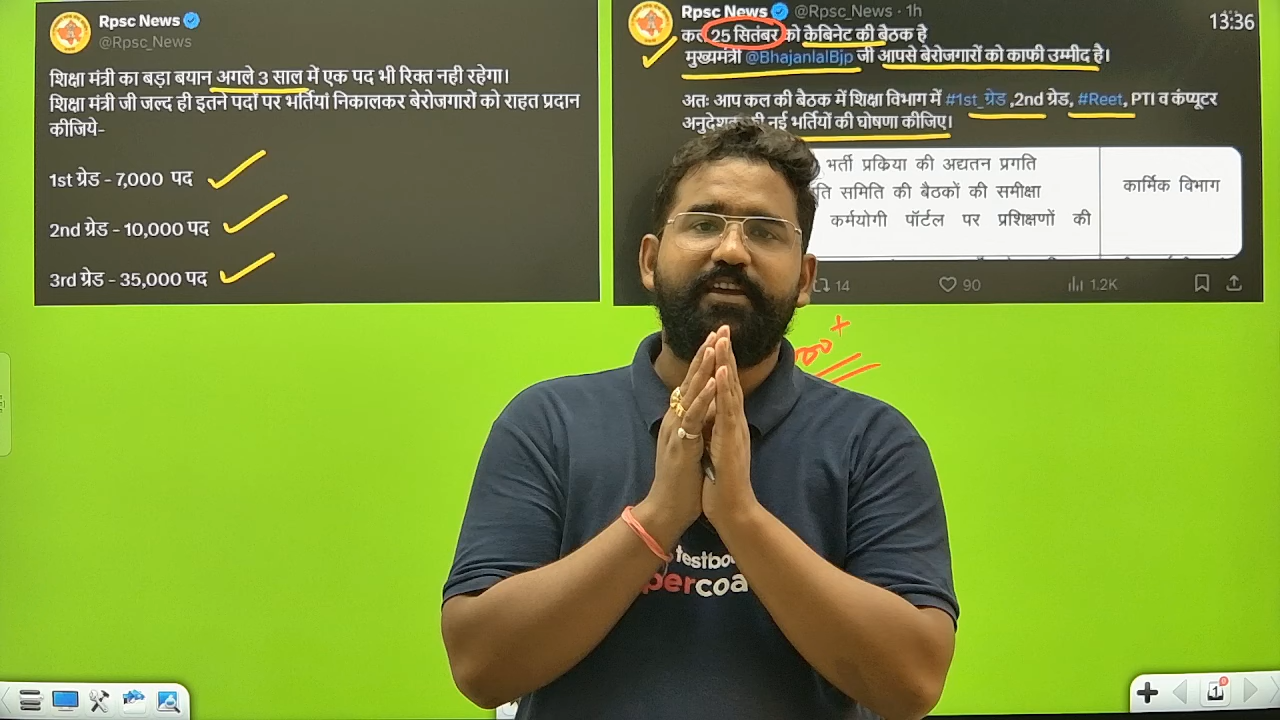 Rpsc News
@Rpsc_News
शिक्षा मंत्री का बड़ा बयान अगले 3 साल में एक पद भी रिक्त नही रहेगा।
शिक्षा मंत्री जी जल्द ही इतने पदों पर भर्तियां निकालकर बेरोजगारों को राहत प्रदान
कीजिये-
1st ग्रेड - 7,000 पद
2nd ग्रेड - 10,000 पद
3rd ग्रेड - 35,000 पद
Rpsc News @Rpsc_News · 1h
कल 25 सितंबर को कैबिनेट की बैठक है
मुख्यमंत्री @BhajanlalBjp जी आपसे बेरोजगारों को काफी उम्मीद है।
अतः आप कल की बैठक में शिक्षा विभाग में #1st_ग्रेड ,2nd ग्रेड, #Reet, PTI व कंप्यूटर
अनुदेशक की नई भर्तियों की घोषणा कीजिए।
भर्ती प्रकिया की अद्यतन प्रगति
समिति की बैठकों की समीक्षा
कर्मयोगी पॉर्टल पर प्रशिक्षणों की
कार्मिक विभाग
14 90 1.2K
13:36
testbo
percoa
1